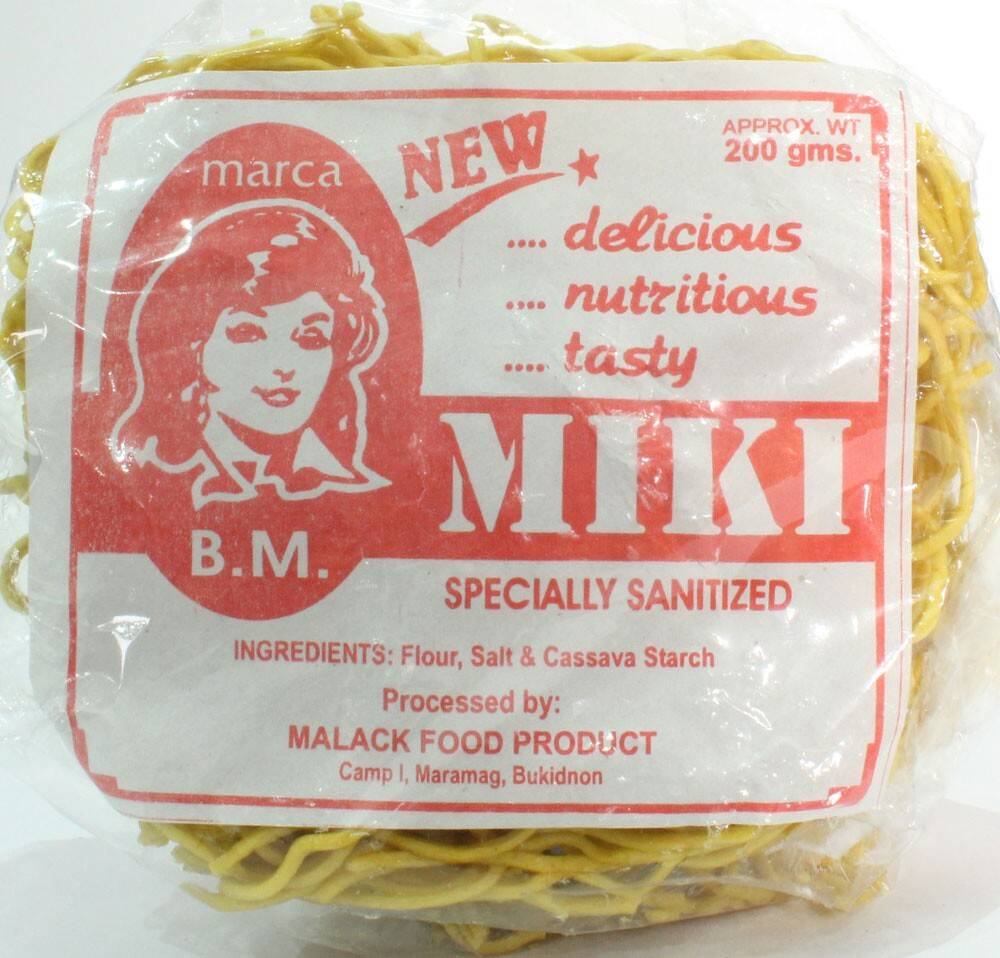 marca
NEW
APPROX. WT
200 gms.
.... delicious
.... nutritious
.... tasty
MIKI
B.M.
SPECIALLY SANITIZED
INGREDIENTS: Flour, Salt & Cassava Starch
Processed by:
MALACK FOOD PRODUCT
Camp I, Maramag, Bukidnon